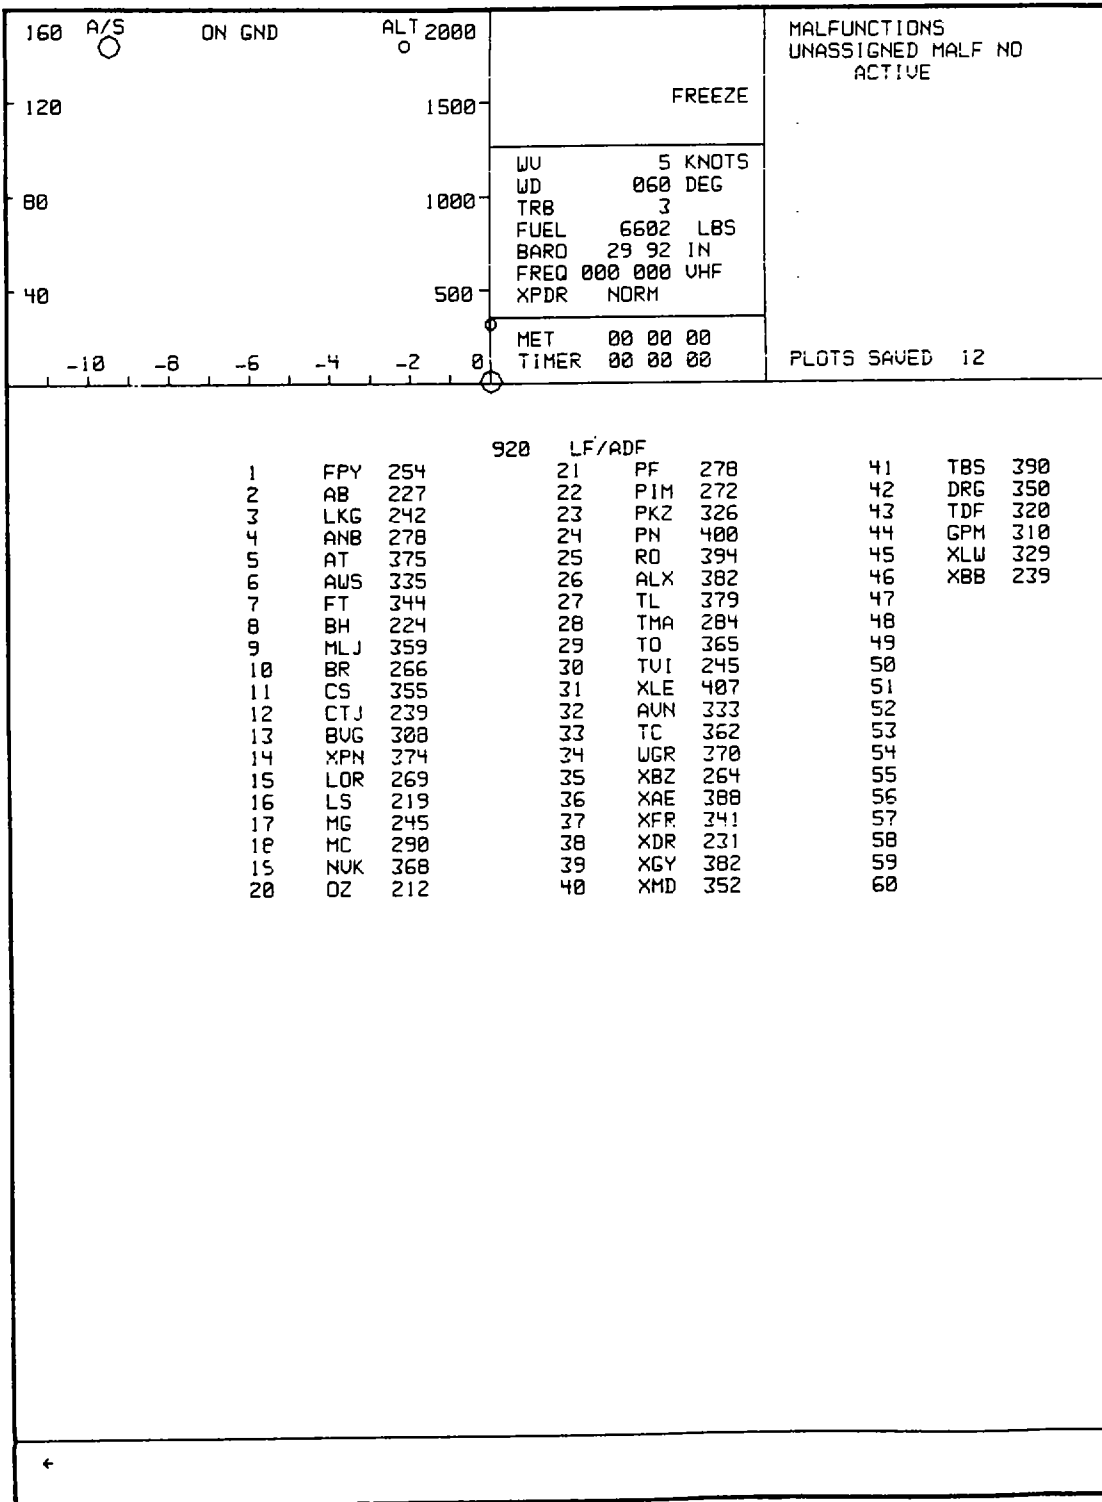 160 A/S ON GND ALT 2000
120 1500
80 1000
40 500
-10 -8 -6 -4 -2 0
FREEZE
WV 5 KNOTS
WD 060 DEG
TRB 3
FUEL 6602 LBS
BARO 29 92 IN
FREQ 000 000 VHF
XPDR NORM
MET 00 00 00
TIMER 00 00 00
MALFUNCTIONS
UNASSIGNED MALF NO
ACTIVE
PLOTS SAVED 12
920 LF/ADF
1 FPY 254 21 PF 278 41 TBS 390
2 AB 227 22 PIM 272 42 DRG 350
3 LKG 242 23 PKZ 326 43 TDF 320
4 ANB 278 24 PN 400 44 GPM 310
5 AT 375 25 RO 394 45 XLW 329
6 AWS 335 26 ALX 382 46 XBB 239
7 FT 344 27 TL 379 47
8 BH 224 28 TMA 284 48
9 MLJ 359 29 TO 365 49
10 BR 266 30 TVI 245 50
11 CS 355 31 XLE 407 51
12 CTJ 239 32 AVN 333 52
13 BVG 308 33 TC 362 53
14 XPN 374 34 WGR 370 54
15 LOR 269 35 XBZ 264 55
16 LS 219 36 XAE 388 56
17 MG 245 37 XFR 341 57
18 MC 290 38 XDR 231 58
19 NVK 368 39 XGY 382 59
20 OZ 212 40 XMD 352 60
←